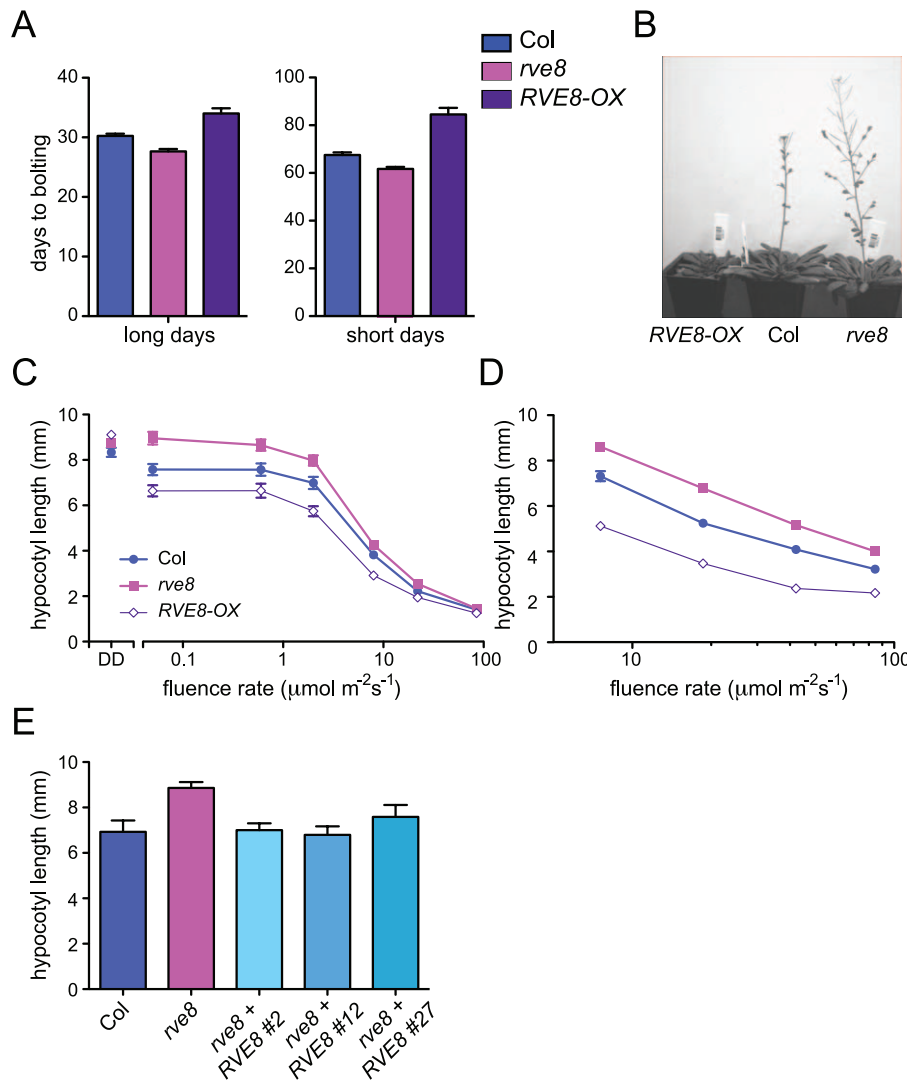 A
Col
rve8
RVE8-OX
B
days to bolting
40
30
20
10
0
long days
100
80
60
40
20
0
short days
RVE8-OX Col rve8
C
hypocotyl length (mm)
10
8
6
4
2
0
Col
rve8
RVE8-OX
DD 0.1 1 10 100
fluence rate (μmol m⁻²s⁻¹)
D
hypocotyl length (mm)
10
8
6
4
2
0
10 100
fluence rate (μmol m⁻²s⁻¹)
E
hypocotyl length (mm)
10
8
6
4
2
0
Col
rve8
rve8 +
RVE8 #2
rve8 +
RVE8 #12
rve8 +
RVE8 #27